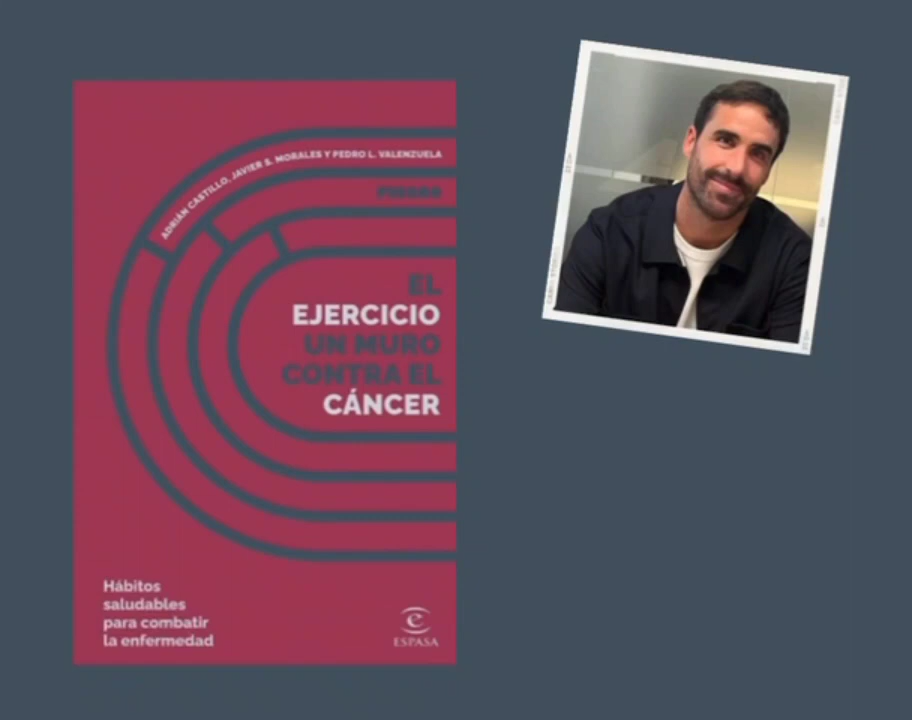 ADRIÁN CASTILLO, JAVIER S. MORALES Y PEDRO L. VALENZUELA
EL
EJERCICIO
UN MURO
CONTRA EL
CÁNCER
Hábitos
saludables
para combatir
la enfermedad
e
ESPASA